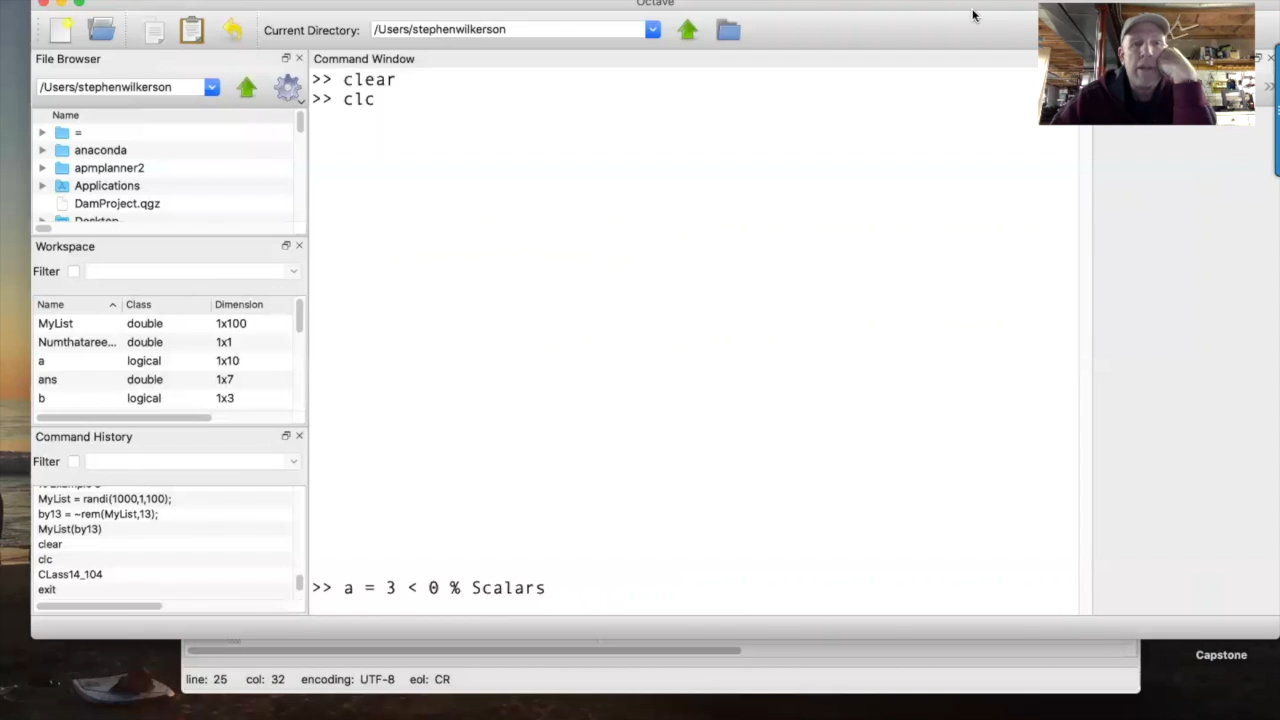 Octave
Current Directory: /Users/stephenwilkerson
File Browser
/Users/stephenwilkerson
Name
=
anaconda
apmplanner2
Applications
DamProject.qgz
Desktop
Workspace
Filter
Name Class Dimension
MyList double 1x100
Numthataree... double 1x1
a logical 1x10
ans double 1x7
b logical 1x3
Command History
Filter
MyList = randi(1000,1,100);
by13 = ~rem(MyList,13);
MyList(by13)
clear
clc
CLass14_104
exit
Command Window
>> clear
>> clc
>> a = 3 < 0 % Scalars
line: 25 col: 32 encoding: UTF-8 eol: CR
Capstone